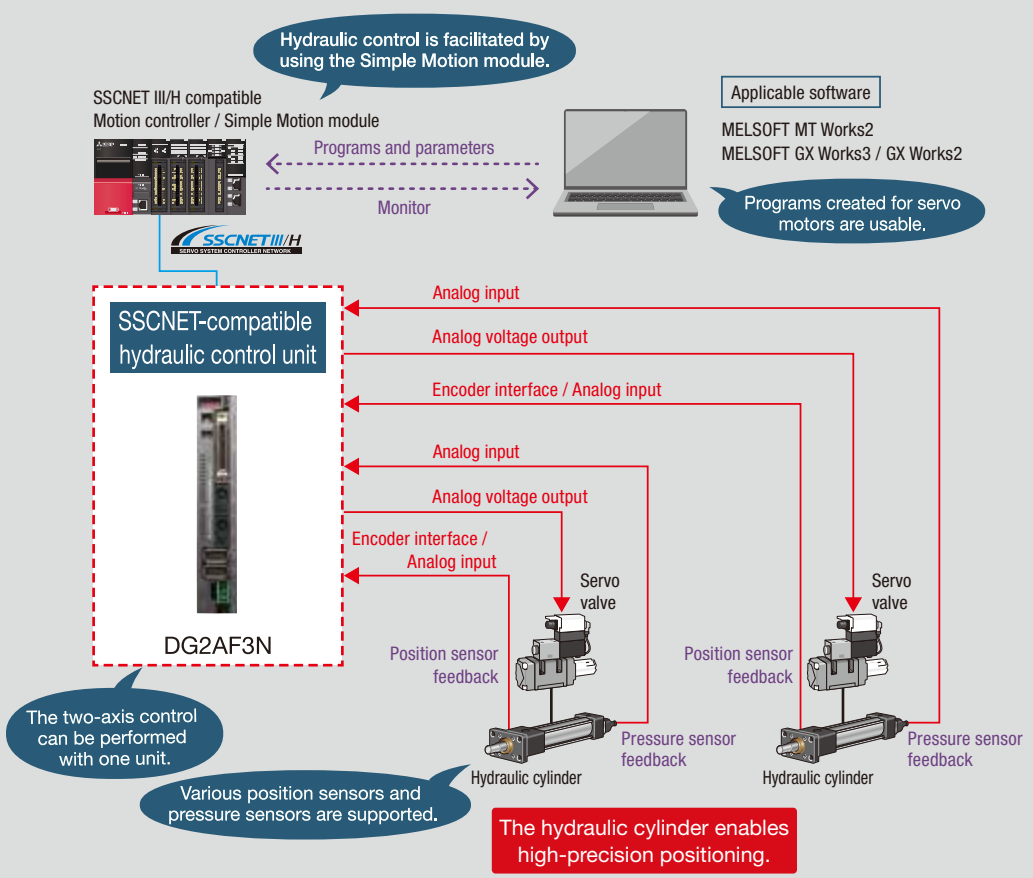 Hydraulic control is facilitated by
using the Simple Motion module.
SSCNET III/H compatible
Motion controller / Simple Motion module
Applicable software
MELSOFT MT Works2
MELSOFT GX Works3 / GX Works2
Programs and parameters
Monitor
Programs created for servo
motors are usable.
SSCNETIII/H
SERVO SYSTEM CONTROLLER NETWORK
SSCNET-compatible
hydraulic control unit
DG2AF3N
Analog input
Analog voltage output
Encoder interface / Analog input
Analog input
Analog voltage output
Encoder interface /
Analog input
Servo
valve
Servo
valve
Position sensor
feedback
Position sensor
feedback
The two-axis control
can be performed
with one unit.
Pressure sensor
feedback
Pressure sensor
feedback
Hydraulic cylinder
Hydraulic cylinder
Various position sensors and
pressure sensors are supported.
The hydraulic cylinder enables
high-precision positioning.